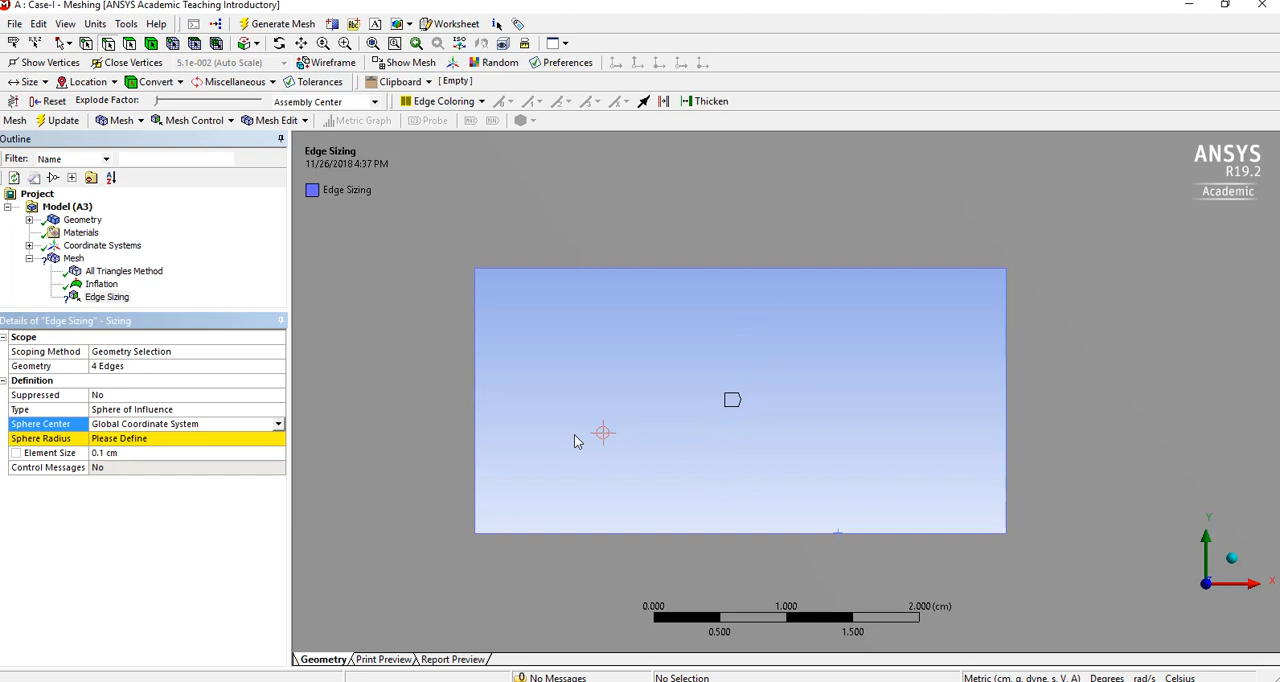 A : Case-I - Meshing [ANSYS Academic Teaching Introductory]
File Edit View Units Tools Help Generate Mesh A Worksheet
Show Vertices Close Vertices 5.1e-002 (Auto Scale) Wireframe Show Mesh Random Preferences
Size Location Convert Miscellaneous Tolerances Clipboard [Empty]
Reset Explode Factor: Assembly Center Edge Coloring Thicken
Mesh Update Mesh Mesh Control Mesh Edit Metric Graph Probe
Outline
Filter: Name
Project
Model (A3)
Geometry
Materials
Coordinate Systems
Mesh
All Triangles Method
Inflation
Edge Sizing
Details of "Edge Sizing" - Sizing
Scope
Scoping Method Geometry Selection
Geometry 4 Edges
Definition
Suppressed No
Type Sphere of Influence
Sphere Center Global Coordinate System
Sphere Radius Please Define
Element Size 0.1 cm
Control Messages No
Edge Sizing
11/26/2018 4:37 PM
Edge Sizing
ANSYS
R19.2
Academic
Y
X
0.000 1.000 2.000 (cm)
0.500 1.500
Geometry Print Preview Report Preview
0 No Messages No Selection Metric (cm, g, dyne, s, V, A) Degrees rad/s Celsius